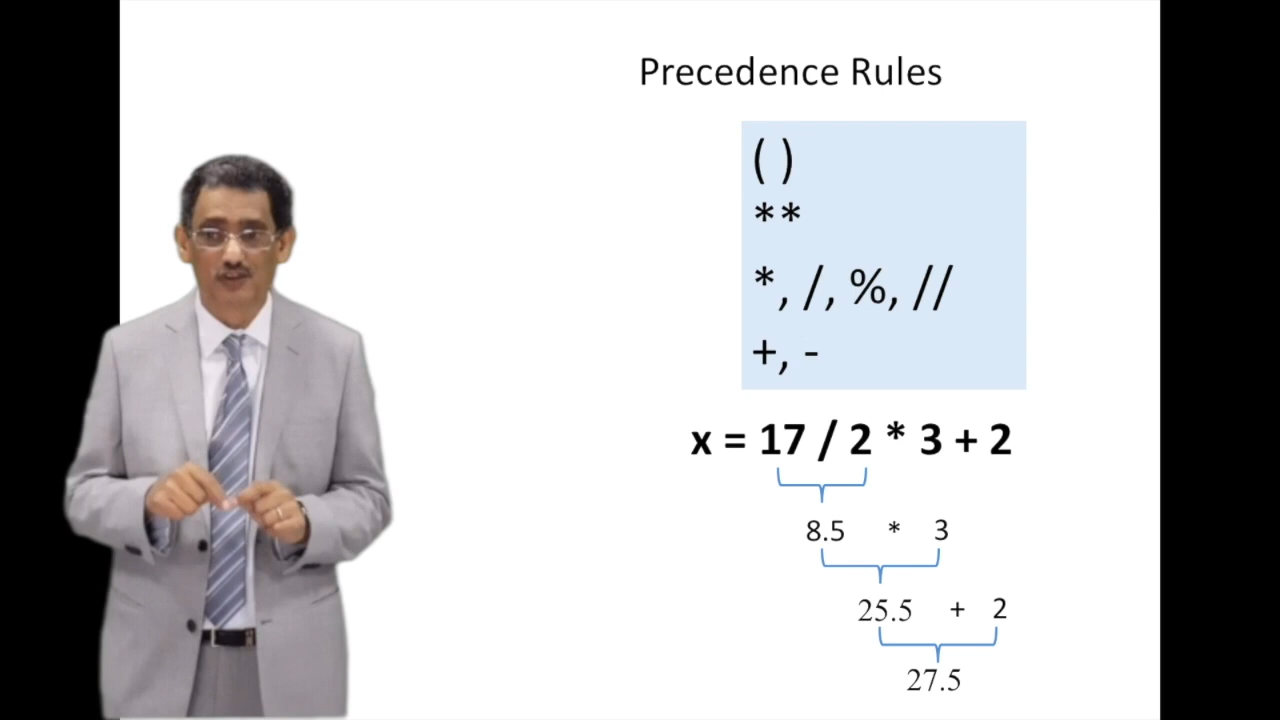 Precedence Rules
( )
**
*, /, %, //
+, -
x = 17 / 2 * 3 + 2
8.5 * 3
25.5 + 2
27.5